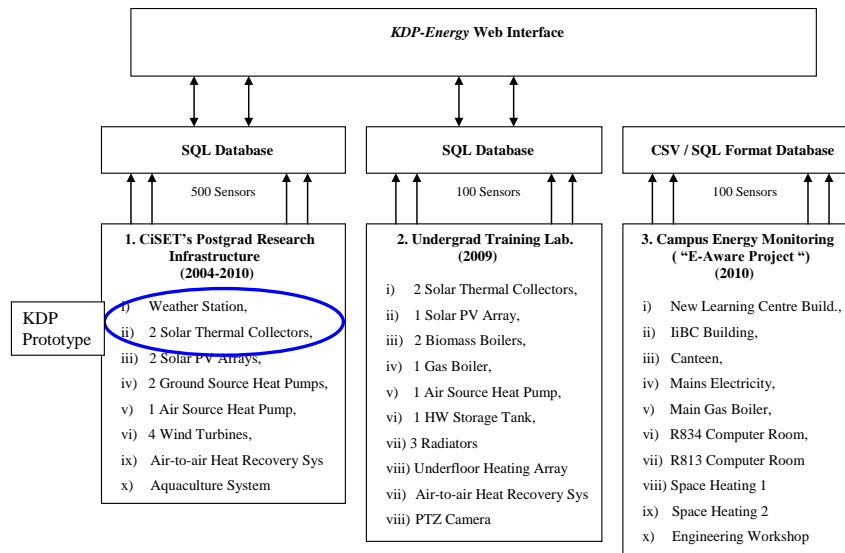 KDP-Energy Web Interface
SQL Database
SQL Database
CSV / SQL Format Database
500 Sensors
100 Sensors
100 Sensors
1. CiSET's Postgrad Research
Infrastructure
(2004-2010)
i) Weather Station,
ii) 2 Solar Thermal Collectors,
iii) 2 Solar PV Arrays,
iv) 2 Ground Source Heat Pumps,
v) 1 Air Source Heat Pump,
vi) 4 Wind Turbines,
ix) Air-to-air Heat Recovery Sys
x) Aquaculture System
KDP
Prototype
2. Undergrad Training Lab.
(2009)
i) 2 Solar Thermal Collectors,
ii) 1 Solar PV Array,
iii) 2 Biomass Boilers,
iv) 1 Gas Boiler,
v) 1 Air Source Heat Pump,
vi) 1 HW Storage Tank,
vii) 3 Radiators
viii) Underfloor Heating Array
vii) Air-to-air Heat Recovery Sys
viii) PTZ Camera
3. Campus Energy Monitoring
( "E-Aware Project ")
(2010)
i) New Learning Centre Build.,
ii) IiBC Building,
iii) Canteen,
iv) Mains Electricity,
v) Main Gas Boiler,
vi) R834 Computer Room,
vii) R813 Computer Room
viii) Space Heating 1
ix) Space Heating 2
x) Engineering Workshop